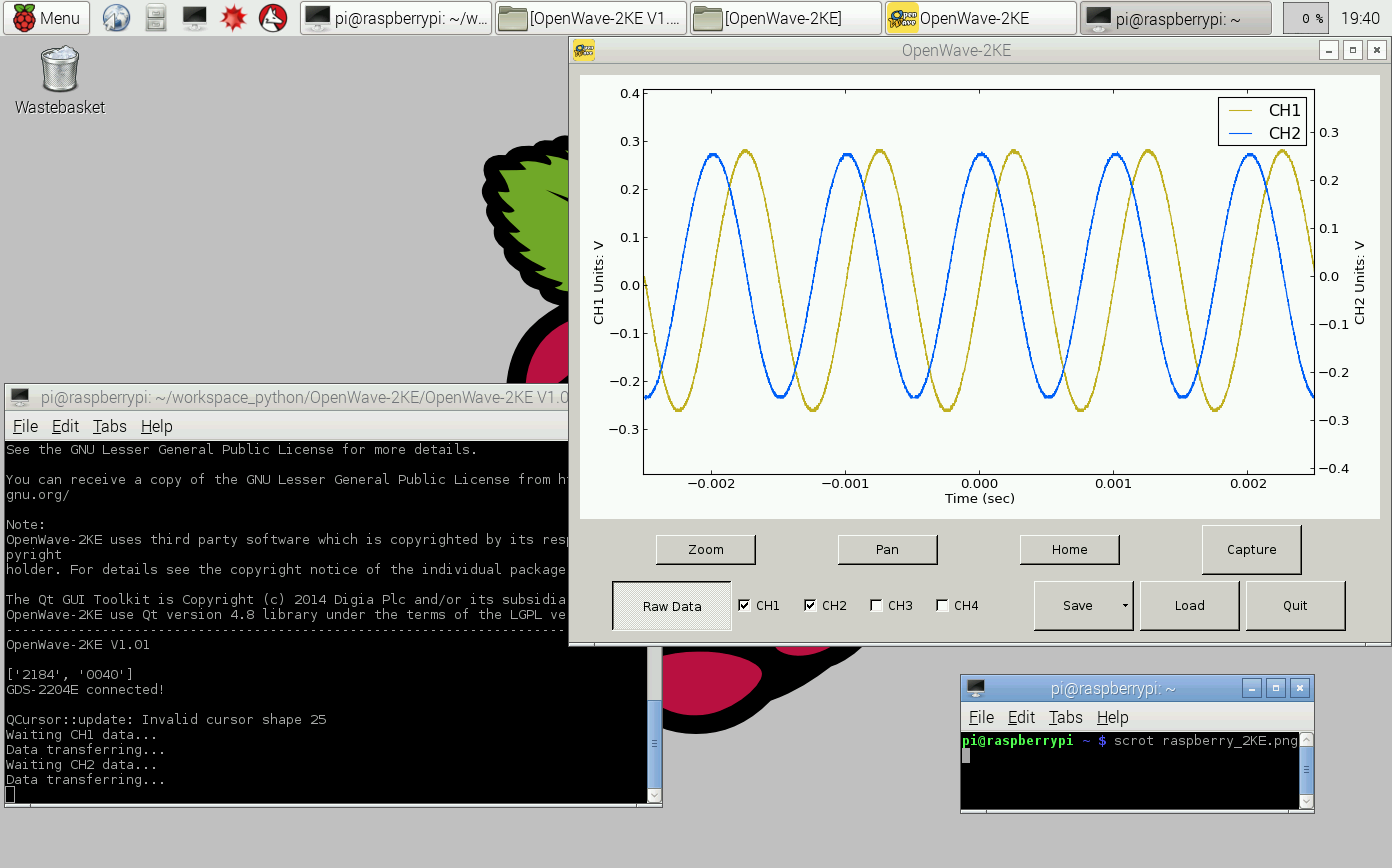 Menu
pi@raspberrypi: ~/w...
[OpenWave-2KE V1....
[OpenWave-2KE]
OpenWave-2KE
pi@raspberrypi: ~
0 %
19:40
Wastebasket
OpenWave-2KE
CH1
CH2
0.4
0.3
0.2
0.1
0.0
−0.1
−0.2
−0.3
CH1 Units: V
0.3
0.2
0.1
0.0
−0.1
−0.2
−0.3
−0.4
CH2 Units: V
−0.002
−0.001
0.000
0.001
0.002
Time (sec)
Zoom
Pan
Home
Capture
Raw Data
CH1
CH2
CH3
CH4
Save
Load
Quit
pi@raspberrypi: ~/workspace_python/OpenWave-2KE/OpenWave-2KE V1.0
File Edit Tabs Help
See the GNU Lesser General Public License for more details.
You can receive a copy of the GNU Lesser General Public License from ht
gnu.org/
Note:
OpenWave-2KE uses third party software which is copyrighted by its resp
pyright
holder. For details see the copyright notice of the individual package
The Qt GUI Toolkit is Copyright (c) 2014 Digia Plc and/or its subsidia
OpenWave-2KE use Qt version 4.8 library under the terms of the LGPL ve
----------------------------------------------------------------------
OpenWave-2KE V1.01
['2184', '0040']
GDS-2204E connected!
QCursor::update: Invalid cursor shape 25
Waiting CH1 data...
Data transferring...
Waiting CH2 data...
Data transferring...
pi@raspberrypi: ~
File Edit Tabs Help
pi@raspberrypi ~ $ scrot raspberry_2KE.png